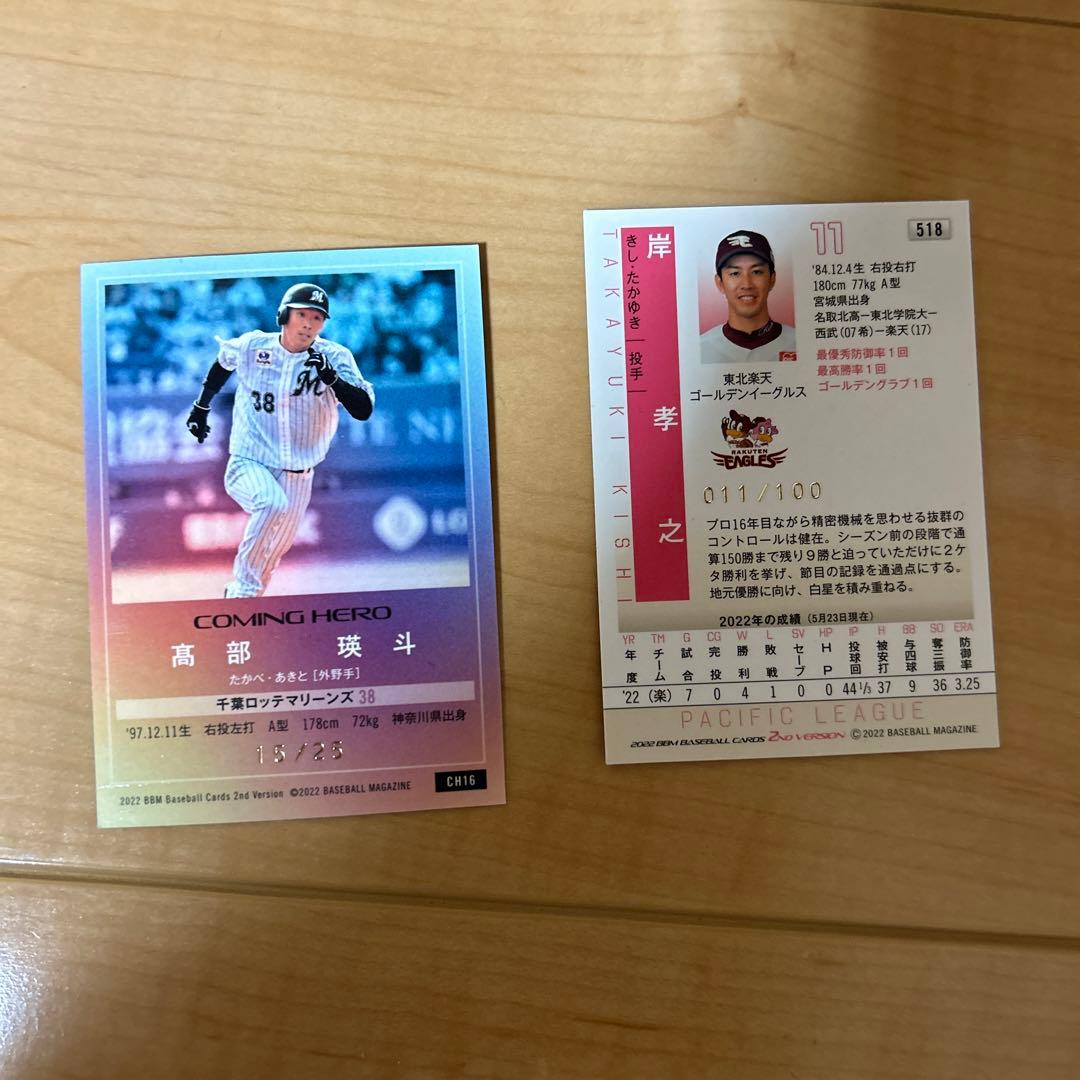 M
M
38
COMING HERO
髙部 瑛斗
たかべ・あきと［外野手］
千葉ロッテマリーンズ 38
'97.12.11生 右投左打 A型 178cm 72kg 神奈川県出身
15/25
CH16
2022 BBM Baseball Cards 2nd Version ©2022 BASEBALL MAGAZINE
岸 孝之
きし・たかゆき 投手
TAKAYUKI KISHI
11
518
'84.12.4生 右投右打
180cm 77kg A型
宮城県出身
名取北高ー東北学院大ー
西武(07希)ー楽天(17)
最優秀防御率1回
最高勝率1回
ゴールデングラブ1回
東北楽天
ゴールデンイーグルス
RAKUTEN
EAGLES
011/100
プロ16年目ながら精密機械を思わせる抜群の
コントロールは健在。シーズン前の段階で通
算150勝まで残り9勝と迫っていただけに2ケ
タ勝利を挙げ、節目の記録を通過点にする。
地元優勝に向け、白星を積み重ねる。
2022年の成績（5月23日現在）
YR TM G CG W L SV HP IP H BB SO ERA
年度 チーム 試合 完投 勝利 敗戦 セーブ HP 投球回 被安打 与四球 奪三振 防御率
'22 （楽） 7 0 4 1 0 0 44 1/3 37 9 36 3.25
PACIFIC LEAGUE
2022 BBM BASEBALL CARDS 2ND VERSION ©2022 BASEBALL MAGAZINE